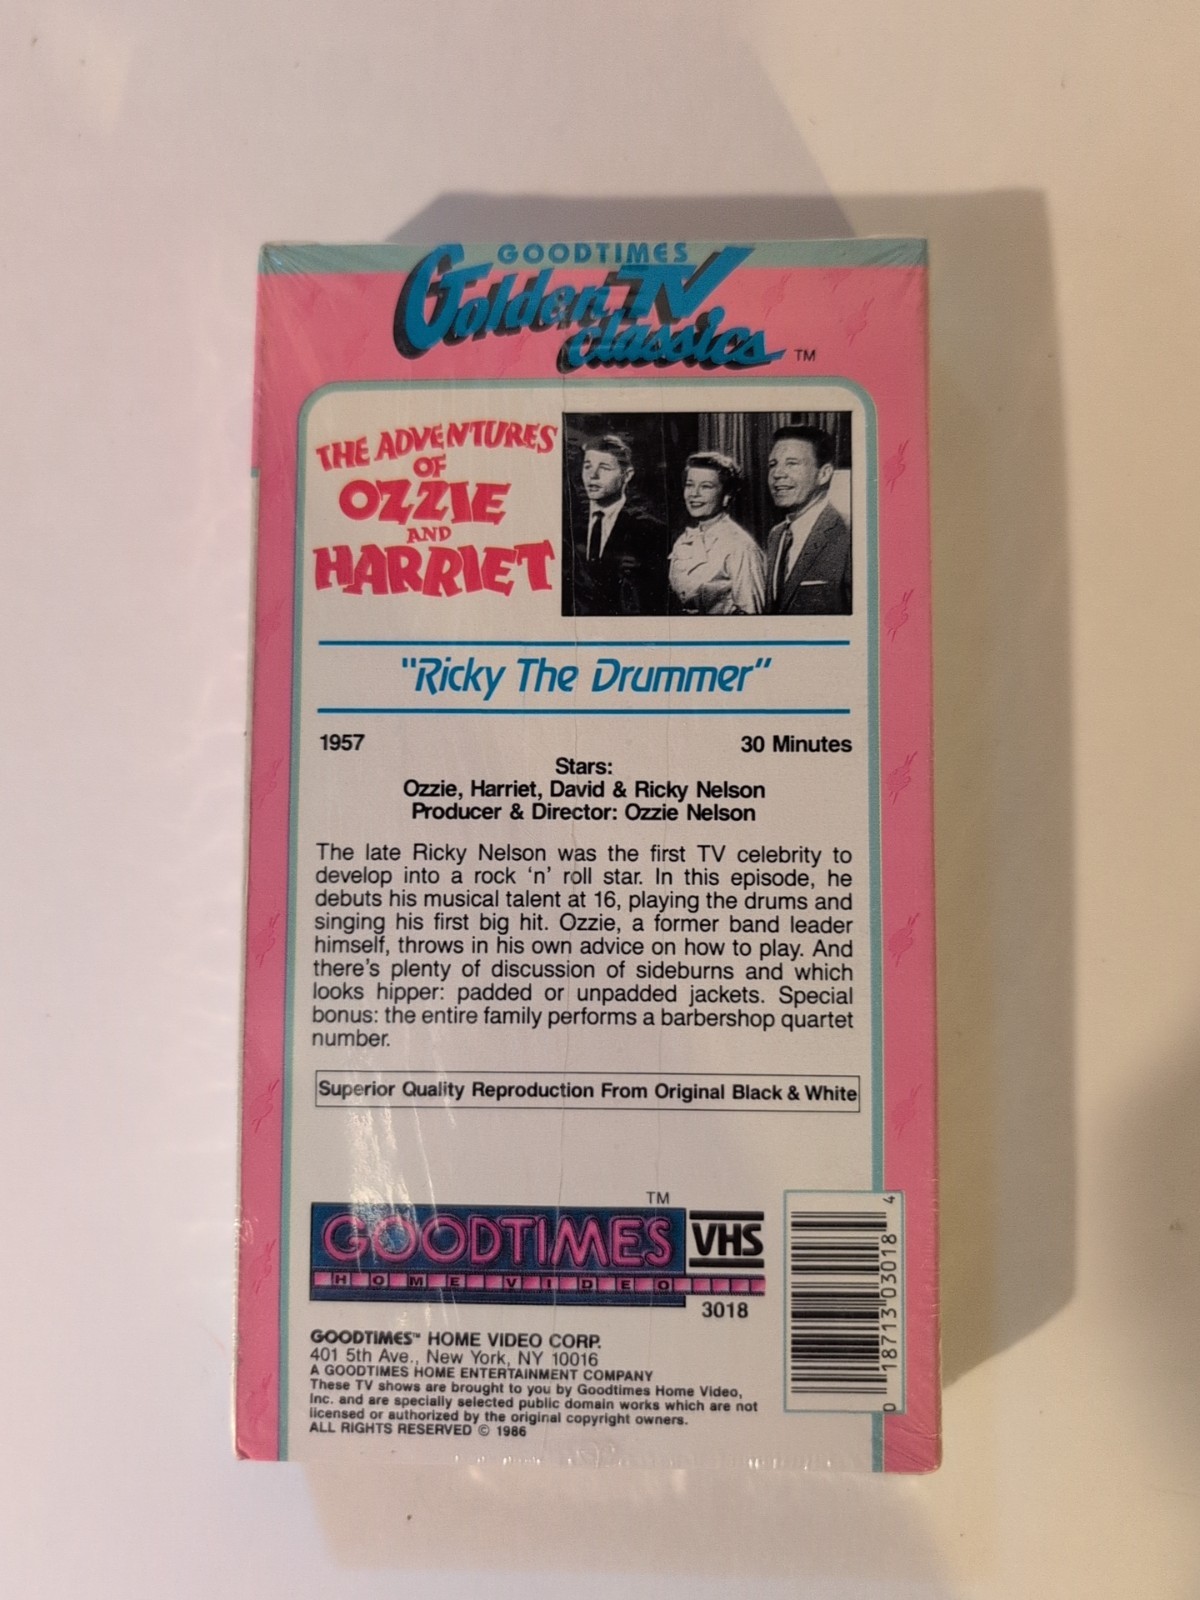 GOODTIMES
Golden TV
classics TM
THE ADVENTURES
OF
OZZIE
AND
HARRIET
"Ricky The Drummer"
1957 30 Minutes
Stars:
Ozzie, Harriet, David & Ricky Nelson
Producer & Director: Ozzie Nelson
The late Ricky Nelson was the first TV celebrity to
develop into a rock 'n' roll star. In this episode, he
debuts his musical talent at 16, playing the drums and
singing his first big hit. Ozzie, a former band leader
himself, throws in his own advice on how to play. And
there's plenty of discussion of sideburns and which
looks hipper: padded or unpadded jackets. Special
bonus: the entire family performs a barbershop quartet
number.
Superior Quality Reproduction From Original Black & White
TM
GOODTIMES VHS
HOME VIDEO
3018
GOODTIMES™ HOME VIDEO CORP.
401 5th Ave., New York, NY 10016
A GOODTIMES HOME ENTERTAINMENT COMPANY
These TV shows are brought to you by Goodtimes Home Video,
Inc. and are specially selected public domain works which are not
licensed or authorized by the original copyright owners.
ALL RIGHTS RESERVED © 1986
0 18713 03018 4